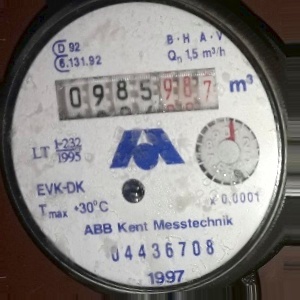 D 92
6.131.92
B · H A · V
Qn 1,5 m³/h
0985987 m³
LT 1-232
1995
EVK-DK
Tmax +30°C
x 0,0001
ABB Kent Messtechnik
04436708
1997